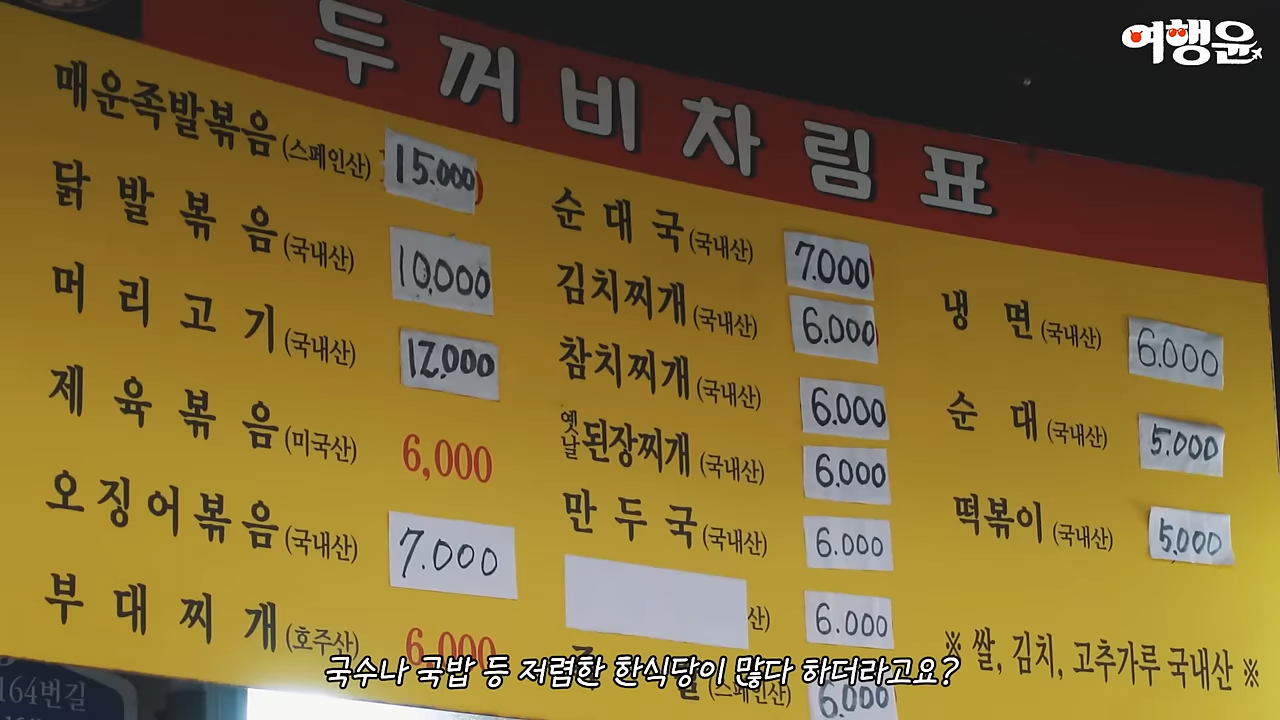 여행윤
두꺼비차림표
매운족발볶음(스페인산) 15.000
닭발볶음(국내산) 10,000
머리고기(국내산) 12,000
제육볶음(미국산) 6,000
오징어볶음(국내산) 7.000
부대찌개(호주산) 6,000
순대국(국내산) 7.000
김치찌개(국내산) 6.000
참치찌개(국내산) 6.000
옛날된장찌개(국내산) 6.000
만두국(국내산) 6.000
산) 6.000
(스페인산) 6.000
냉면(국내산) 6.000
순대(국내산) 5.000
떡볶이(국내산) 5,000
※ 쌀, 김치, 고추가루 국내산 ※
164번길
국수나 국밥 등 저렴한 한식당이 많다 하더라고요?